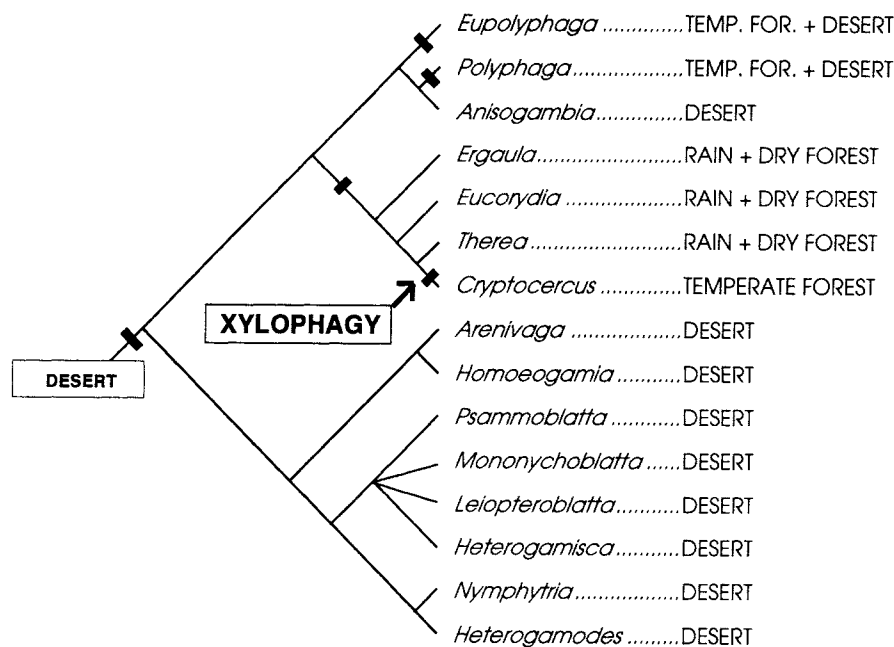 Eupolyphaga ..............TEMP. FOR. + DESERT
Polyphaga ................TEMP. FOR. + DESERT
Anisogambia...............DESERT
Ergaula.......................RAIN + DRY FOREST
Eucorydia ...................RAIN + DRY FOREST
Therea ........................RAIN + DRY FOREST
Cryptocercus ..............TEMPERATE FOREST
XYLOPHAGY
Arenivaga ...................DESERT
DESERT
Homoeogamia............DESERT
Psammoblatta ............DESERT
Mononychoblatta ......DESERT
Leiopteroblatta ..........DESERT
Heterogamisca ...........DESERT
Nymphytria .................DESERT
Heterogamodes .........DESERT